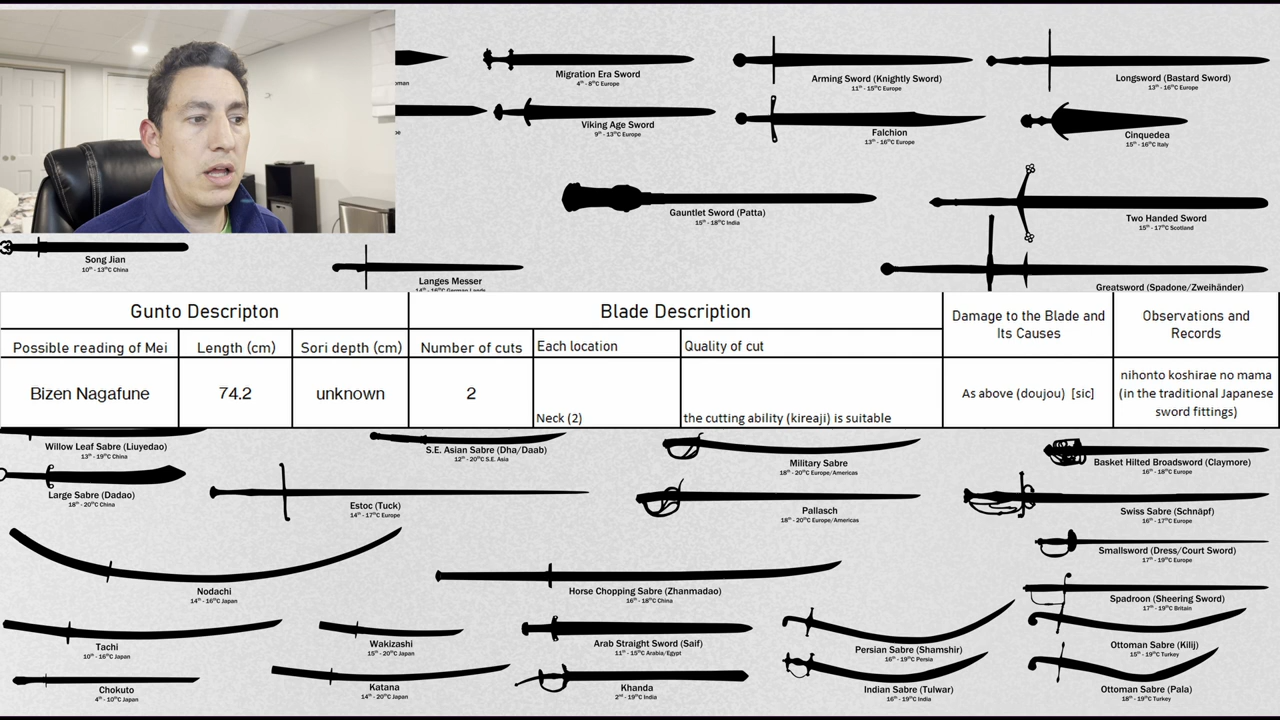 oman
Migration Era Sword
4th - 8thC Europe
Arming Sword (Knightly Sword)
11th - 15thC Europe
Longsword (Bastard Sword)
13th - 16thC Europe
pe
Viking Age Sword
9th - 13thC Europe
Falchion
13th - 16thC Europe
Cinquedea
15th - 16thC Italy
Gauntlet Sword (Patta)
15th - 18thC India
Two Handed Sword
15th - 17thC Scotland
Song Jian
10th - 13thC China
Langes Messer
14th - 16thC German Lands
Greatsword (Spadone/Zweihänder)
Gunto Descripton
Blade Description
Damage to the Blade and
Its Causes
Observations and
Records
Possible reading of Mei
Length (cm)
Sori depth (cm)
Number of cuts
Each location
Quality of cut
Bizen Nagafune
74.2
unknown
2
Neck (2)
the cutting ability (kireaji) is suitable
As above (doujou) [sic]
nihonto koshirae no mama
(in the traditional Japanese
sword fittings)
Willow Leaf Sabre (Liuyedao)
13th - 19thC China
S.E. Asian Sabre (Dha/Daab)
12th - 20thC S.E. Asia
Military Sabre
18th - 20thC Europe/Americas
Basket Hilted Broadsword (Claymore)
16th - 18thC Europe
Large Sabre (Dadao)
18th - 20thC China
Estoc (Tuck)
14th - 17thC Europe
Pallasch
18th - 20thC Europe/Americas
Swiss Sabre (Schnäpf)
16th - 17thC Europe
Smallsword (Dress/Court Sword)
17th - 19thC Europe
Nodachi
14th - 16thC Japan
Horse Chopping Sabre (Zhanmadao)
16th - 18thC China
Spadroon (Sheering Sword)
17th - 19thC Britain
Tachi
10th - 16thC Japan
Wakizashi
15th - 20thC Japan
Arab Straight Sword (Saif)
11th - 15thC Arabia/Egypt
Persian Sabre (Shamshir)
16th - 19thC Persia
Ottoman Sabre (Kilij)
15th - 19thC Turkey
Chokuto
4th - 10thC Japan
Katana
14th - 20thC Japan
Khanda
2nd - 19thC India
Indian Sabre (Tulwar)
16th - 19thC India
Ottoman Sabre (Pala)
18th - 19thC Turkey